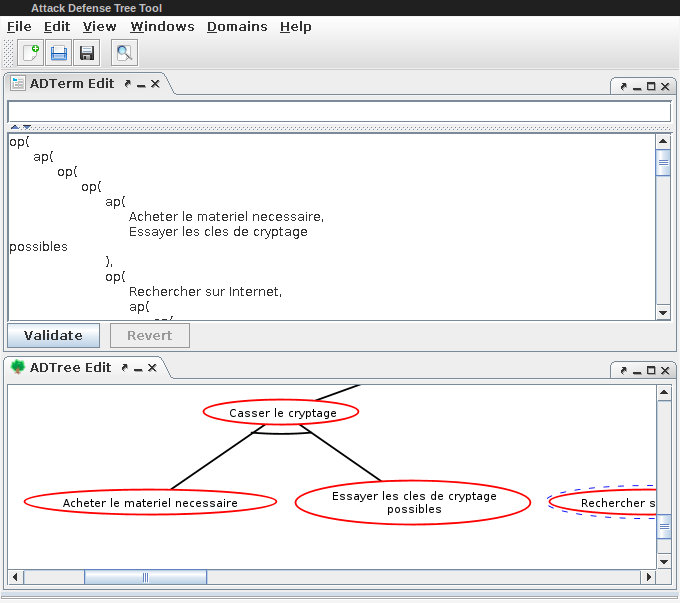 Attack Defense Tree Tool
File Edit View Windows Domains Help
ADTerm Edit
op(
ap(
op(
op(
ap(
Acheter le materiel necessaire,
Essayer les cles de cryptage
possibles
),
op(
Rechercher sur Internet,
ap(
Validate Revert
ADTree Edit
Casser le cryptage
Acheter le materiel necessaire
Essayer les cles de cryptage
possibles
Rechercher s